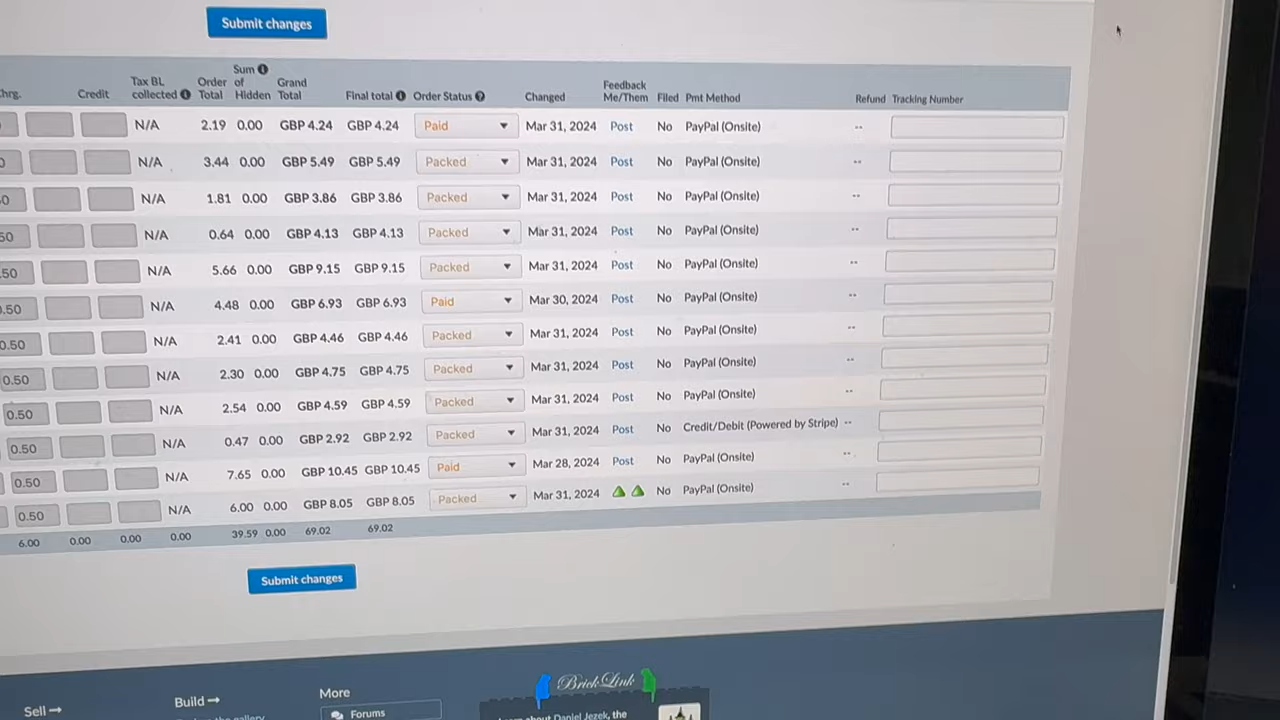 Submit changes
Chrg. Credit Tax BL collected Order Total Sum of Hidden Grand Total Final total Order Status Changed Feedback Me/Them Filed Pmt Method Refund Tracking Number
N/A 2.19 0.00 GBP 4.24 GBP 4.24 Paid Mar 31, 2024 Post No PayPal (Onsite) --
N/A 3.44 0.00 GBP 5.49 GBP 5.49 Packed Mar 31, 2024 Post No PayPal (Onsite) --
N/A 1.81 0.00 GBP 3.86 GBP 3.86 Packed Mar 31, 2024 Post No PayPal (Onsite) --
50 N/A 0.64 0.00 GBP 4.13 GBP 4.13 Packed Mar 31, 2024 Post No PayPal (Onsite) --
.50 N/A 5.66 0.00 GBP 9.15 GBP 9.15 Packed Mar 31, 2024 Post No PayPal (Onsite) --
.50 N/A 4.48 0.00 GBP 6.93 GBP 6.93 Paid Mar 30, 2024 Post No PayPal (Onsite) --
0.50 N/A 2.41 0.00 GBP 4.46 GBP 4.46 Packed Mar 31, 2024 Post No PayPal (Onsite) --
0.50 N/A 2.30 0.00 GBP 4.75 GBP 4.75 Packed Mar 31, 2024 Post No PayPal (Onsite) --
0.50 N/A 2.54 0.00 GBP 4.59 GBP 4.59 Packed Mar 31, 2024 Post No PayPal (Onsite) --
0.50 N/A 0.47 0.00 GBP 2.92 GBP 2.92 Packed Mar 31, 2024 Post No Credit/Debit (Powered by Stripe) --
0.50 N/A 7.65 0.00 GBP 10.45 GBP 10.45 Paid Mar 28, 2024 Post No PayPal (Onsite) --
0.50 N/A 6.00 0.00 GBP 8.05 GBP 8.05 Packed Mar 31, 2024 No PayPal (Onsite) --
6.00 0.00 0.00 0.00 39.59 0.00 69.02 69.02
Submit changes
Sell → Build → More BrickLink
Forums about Daniel Jezek, the